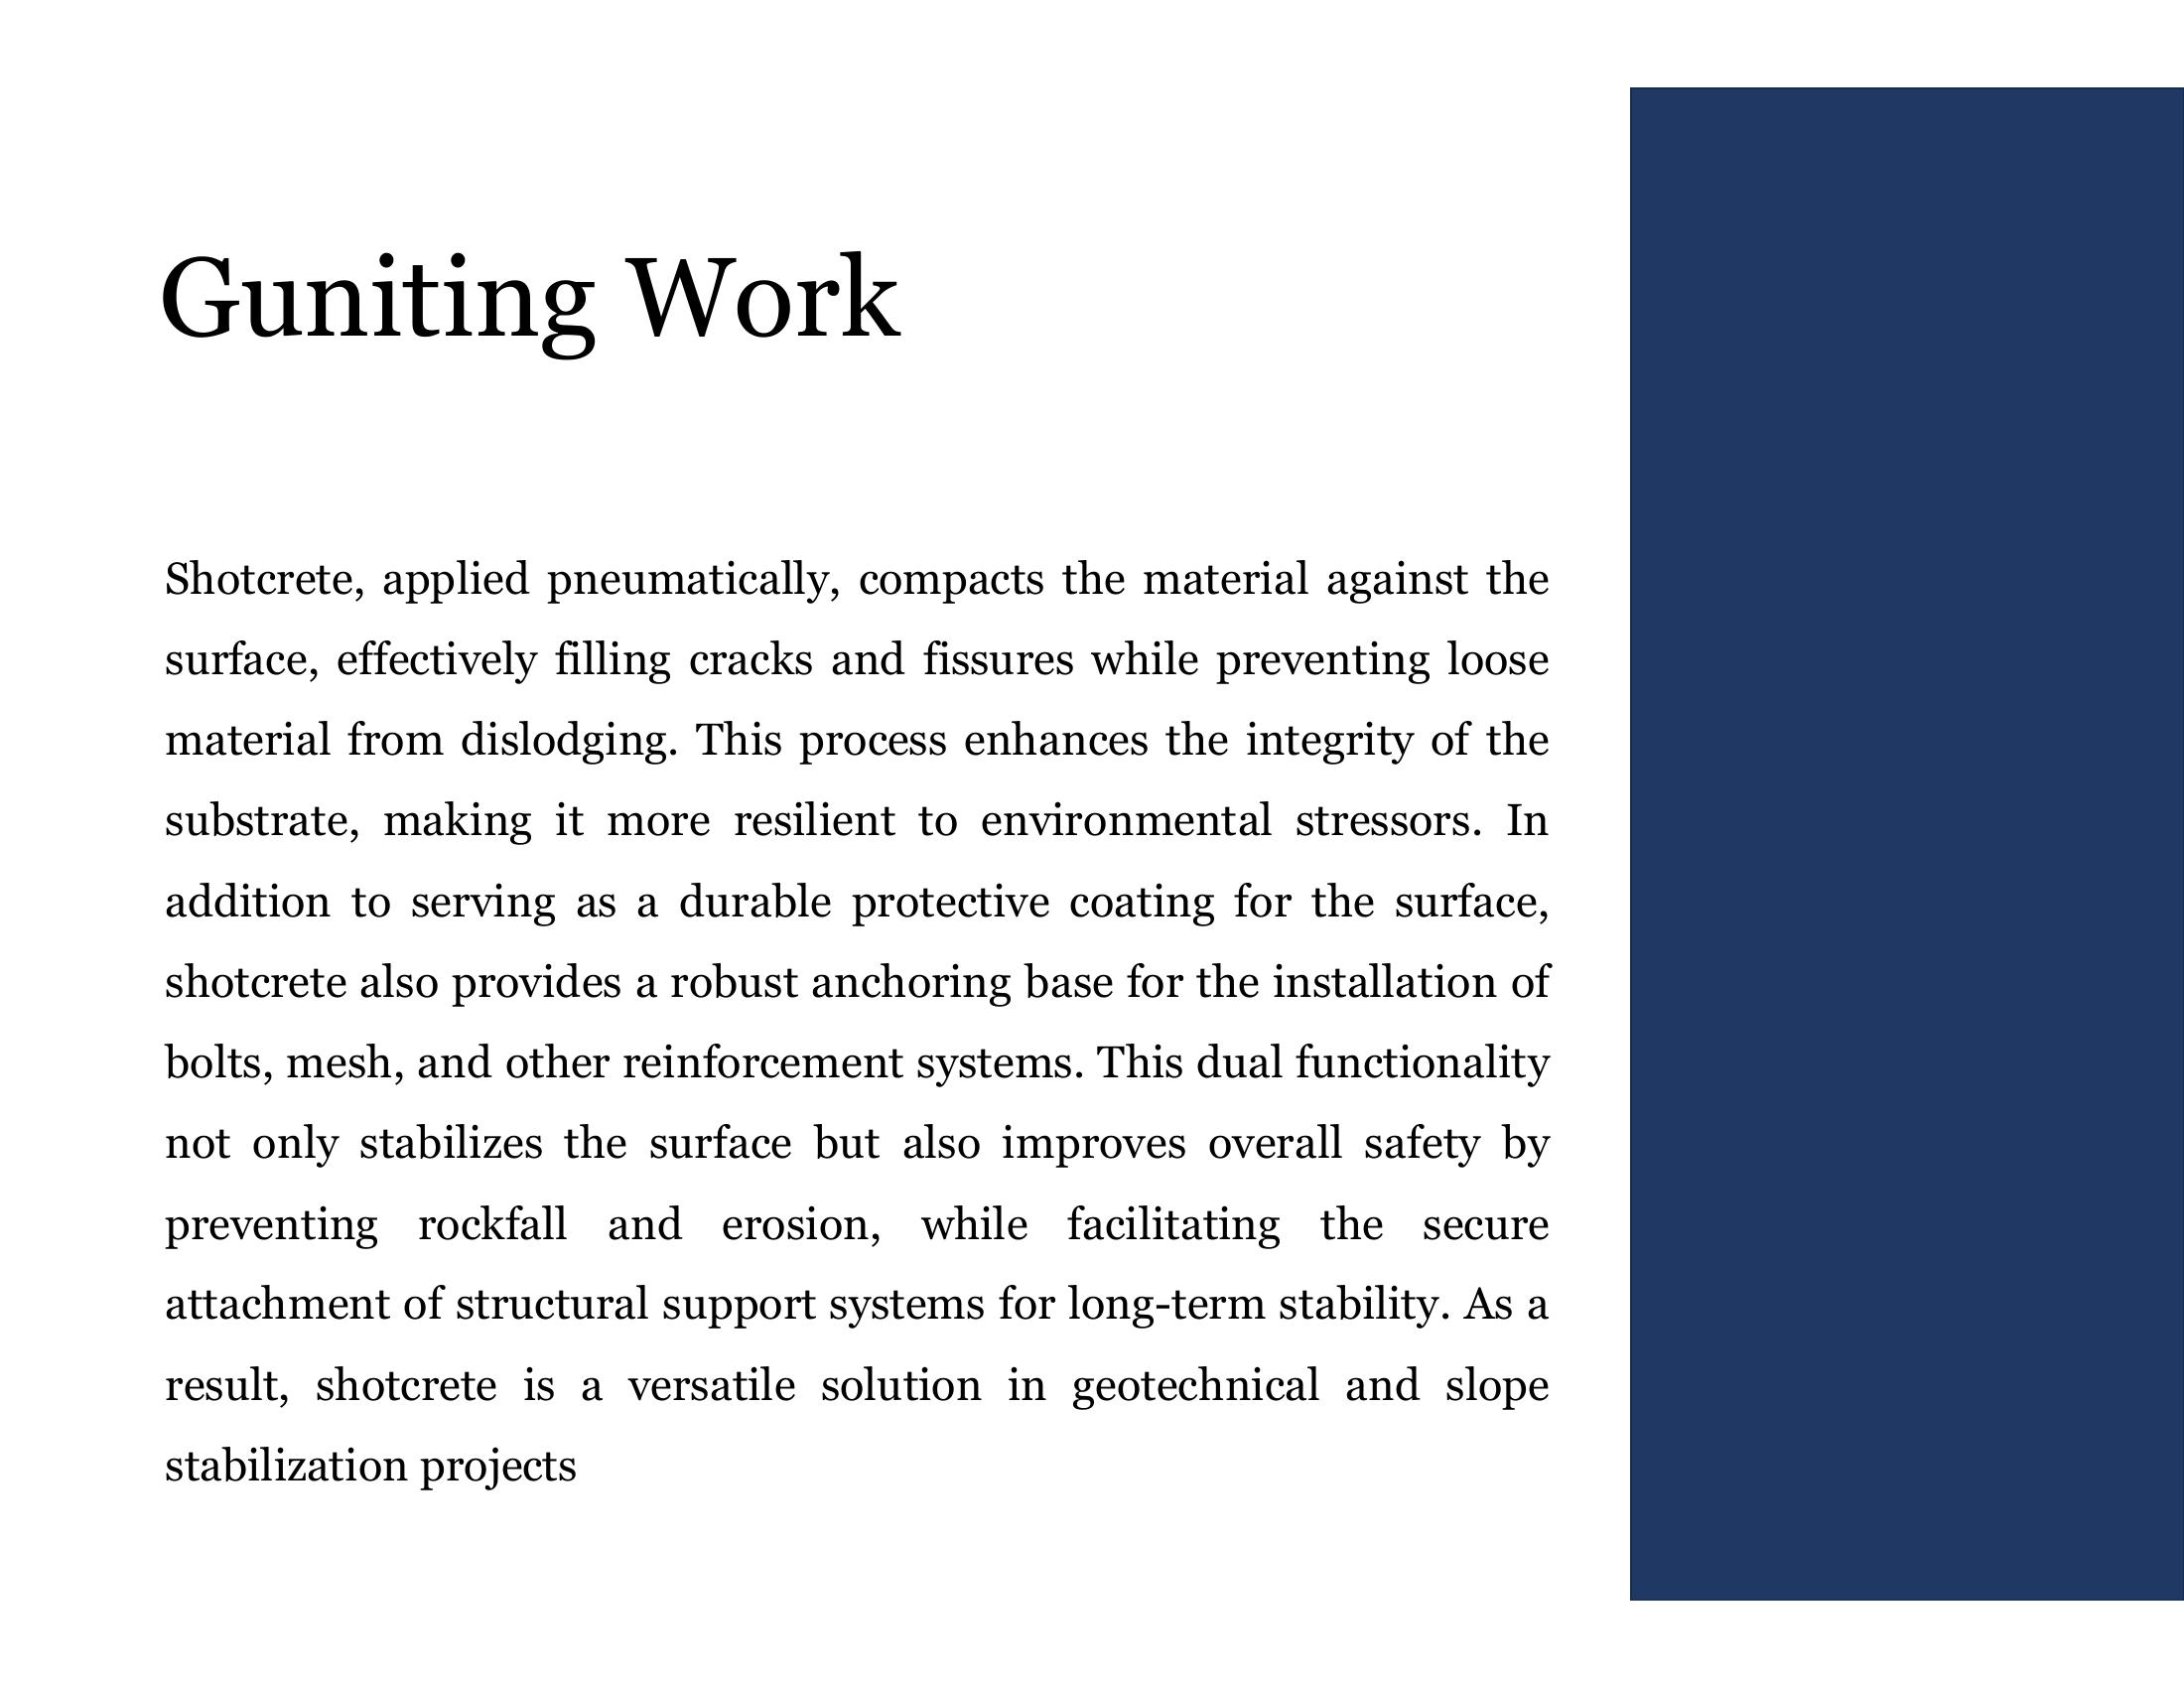 Guniting Work
Shotcrete, applied pneumatically, compacts the material against the
surface, effectively filling cracks and fissures while preventing loose
material from dislodging. This process enhances the integrity of the
substrate, making it more resilient to environmental stressors. In
addition to serving as a durable protective coating for the surface,
shotcrete also provides a robust anchoring base for the installation of
bolts, mesh, and other reinforcement systems. This dual functionality
not only stabilizes the surface but also improves overall safety by
preventing rockfall and erosion, while facilitating the secure
attachment of structural support systems for long-term stability. As a
result, shotcrete is a versatile solution in geotechnical and slope
stabilization projects